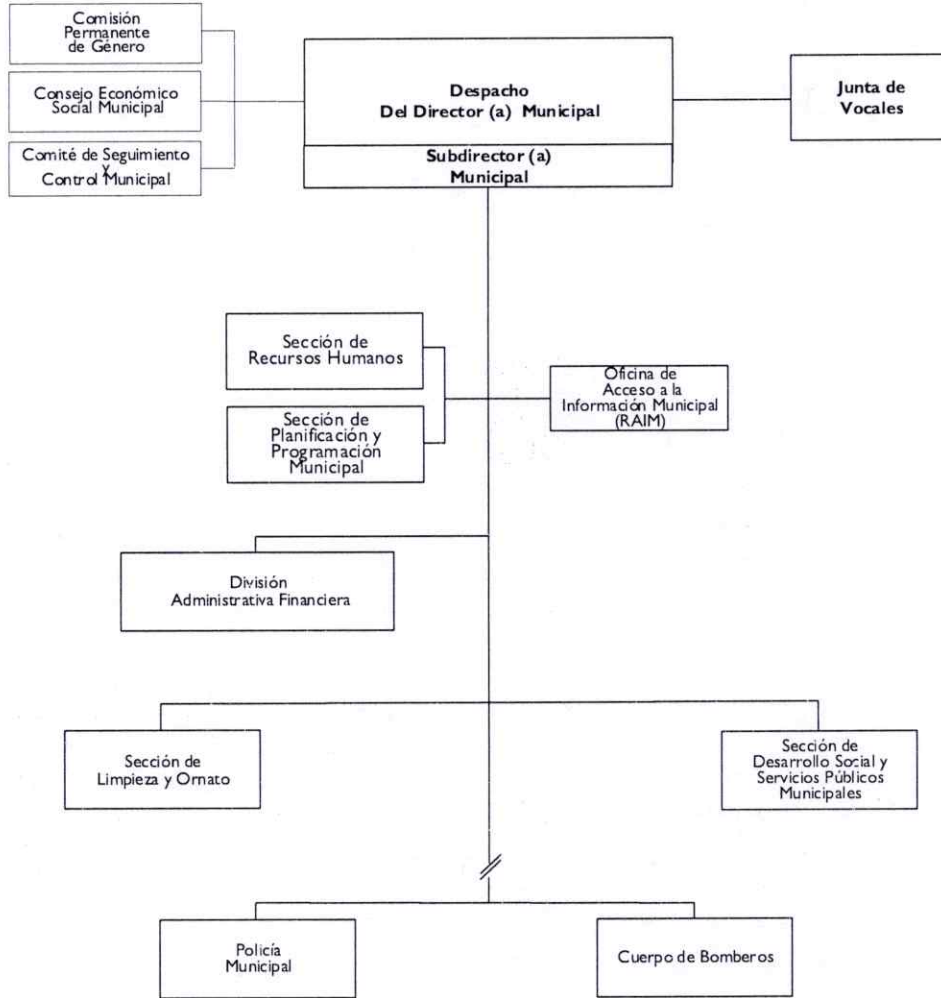 Comisión
Permanente
de Género
Consejo Económico
Social Municipal
Comité de Seguimiento
y
Control Municipal
Despacho
Del Director (a) Municipal
Subdirector (a)
Municipal
Junta de
Vocales
Sección de
Recursos Humanos
Sección de
Planificación y
Programación
Municipal
Oficina de
Acceso a la
Información Municipal
(RAIM)
División
Administrativa Financiera
Sección de
Limpieza y Ornato
Sección de
Desarrollo Social y
Servicios Públicos
Municipales
Policía
Municipal
Cuerpo de Bomberos